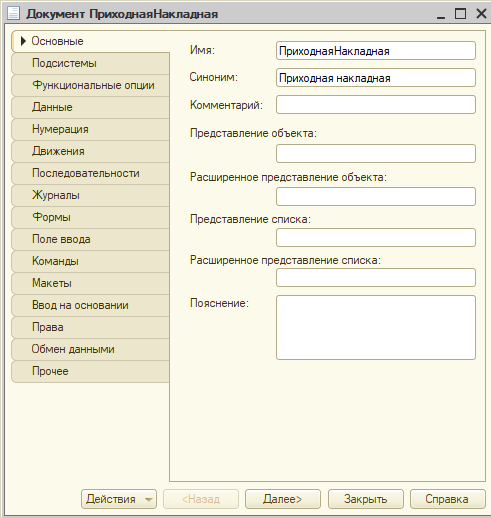 Документ ПриходнаяНакладная
Основные
Подсистемы
Функциональные опции
Данные
Нумерация
Движения
Последовательности
Журналы
Формы
Поле ввода
Команды
Макеты
Ввод на основании
Права
Обмен данными
Прочее
Имя: ПриходнаяНакладная
Синоним: Приходная накладная
Комментарий:
Представление объекта:
Расширенное представление объекта:
Представление списка:
Расширенное представление списка:
Пояснение:
Действия <Назад Далее> Закрыть Справка